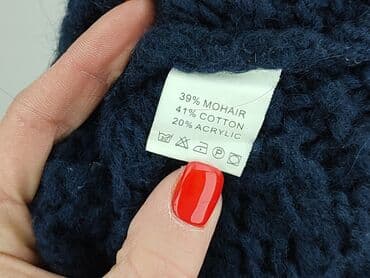 39% MOHAIR
41% COTTON
20% ACRYLIC
P